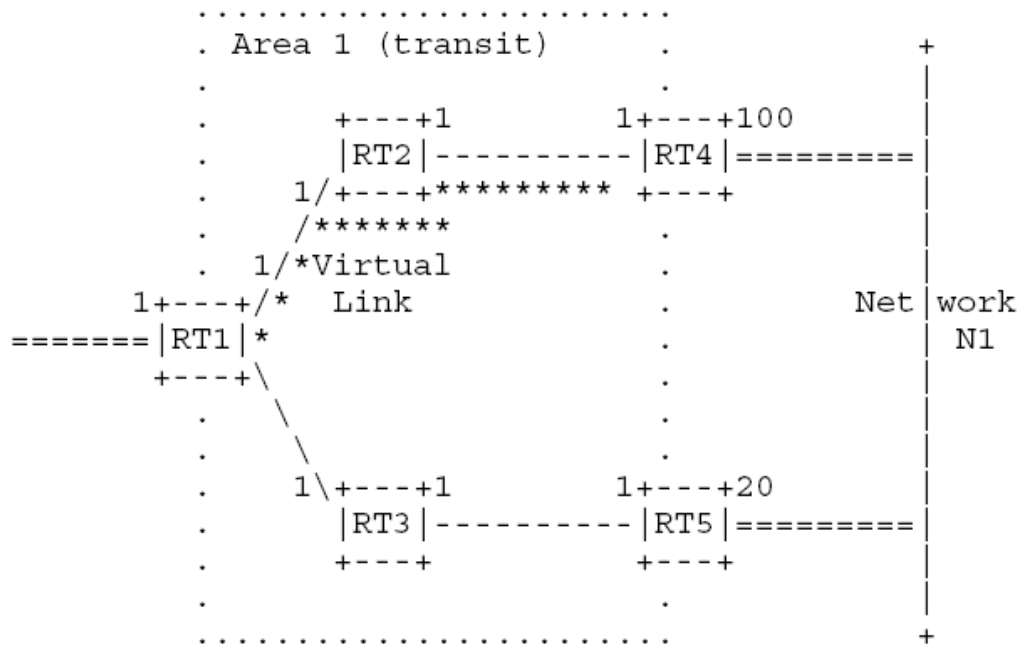 . . . . . . . . . . . . . . . . . . . . . . . . .
. Area 1 (transit) . +
. . |
. +---+1 1+---+100 |
. |RT2|----------|RT4|=========|
. 1/+---+********* +---+ |
. /******* . |
. 1/*Virtual . |
1+---+/* Link . Net|work
=======|RT1|* . | N1
+---+\ . |
. \ . |
. \ . |
. 1\+---+1 1+---+20 |
. |RT3|----------|RT5|=========|
. +---+ +---+ |
. . |
. . . . . . . . . . . . . . . . . . . . . . . . . +